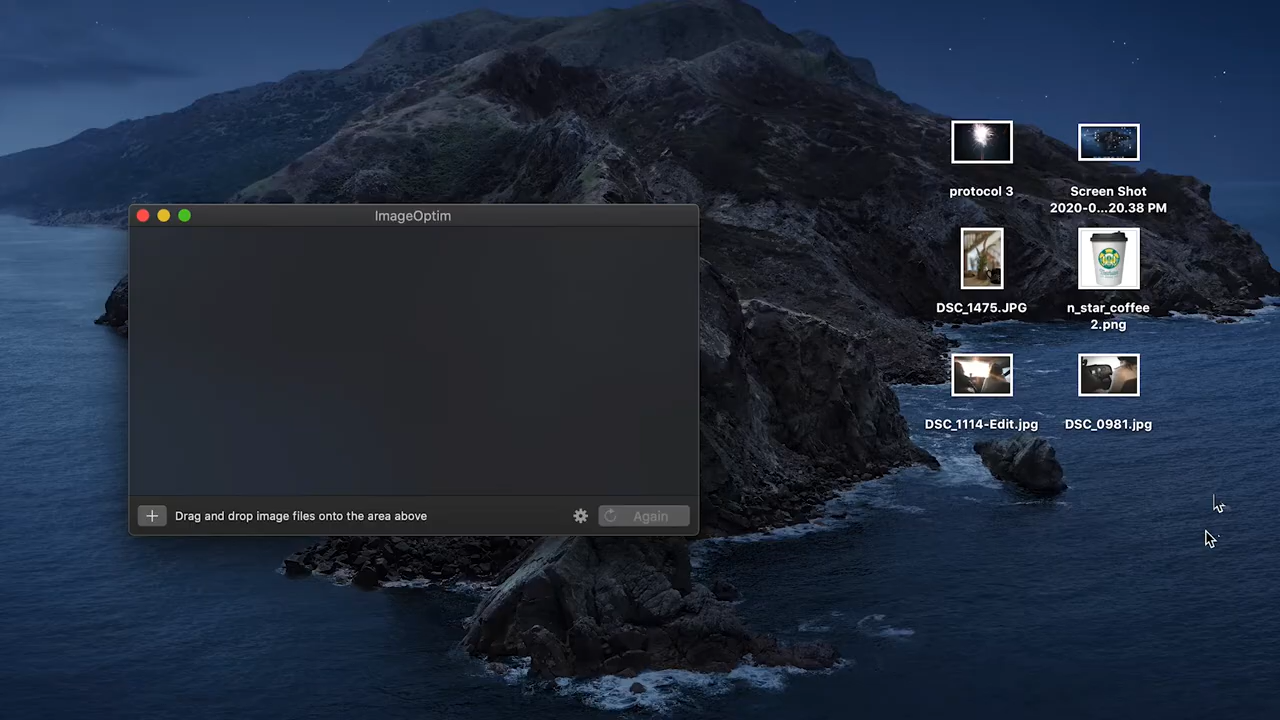 ImageOptim
Drag and drop image files onto the area above
Again
protocol 3
Screen Shot
2020-0...20.38 PM
DSC_1475.JPG
n_star_coffee
2.png
DSC_1114-Edit.jpg
DSC_0981.jpg